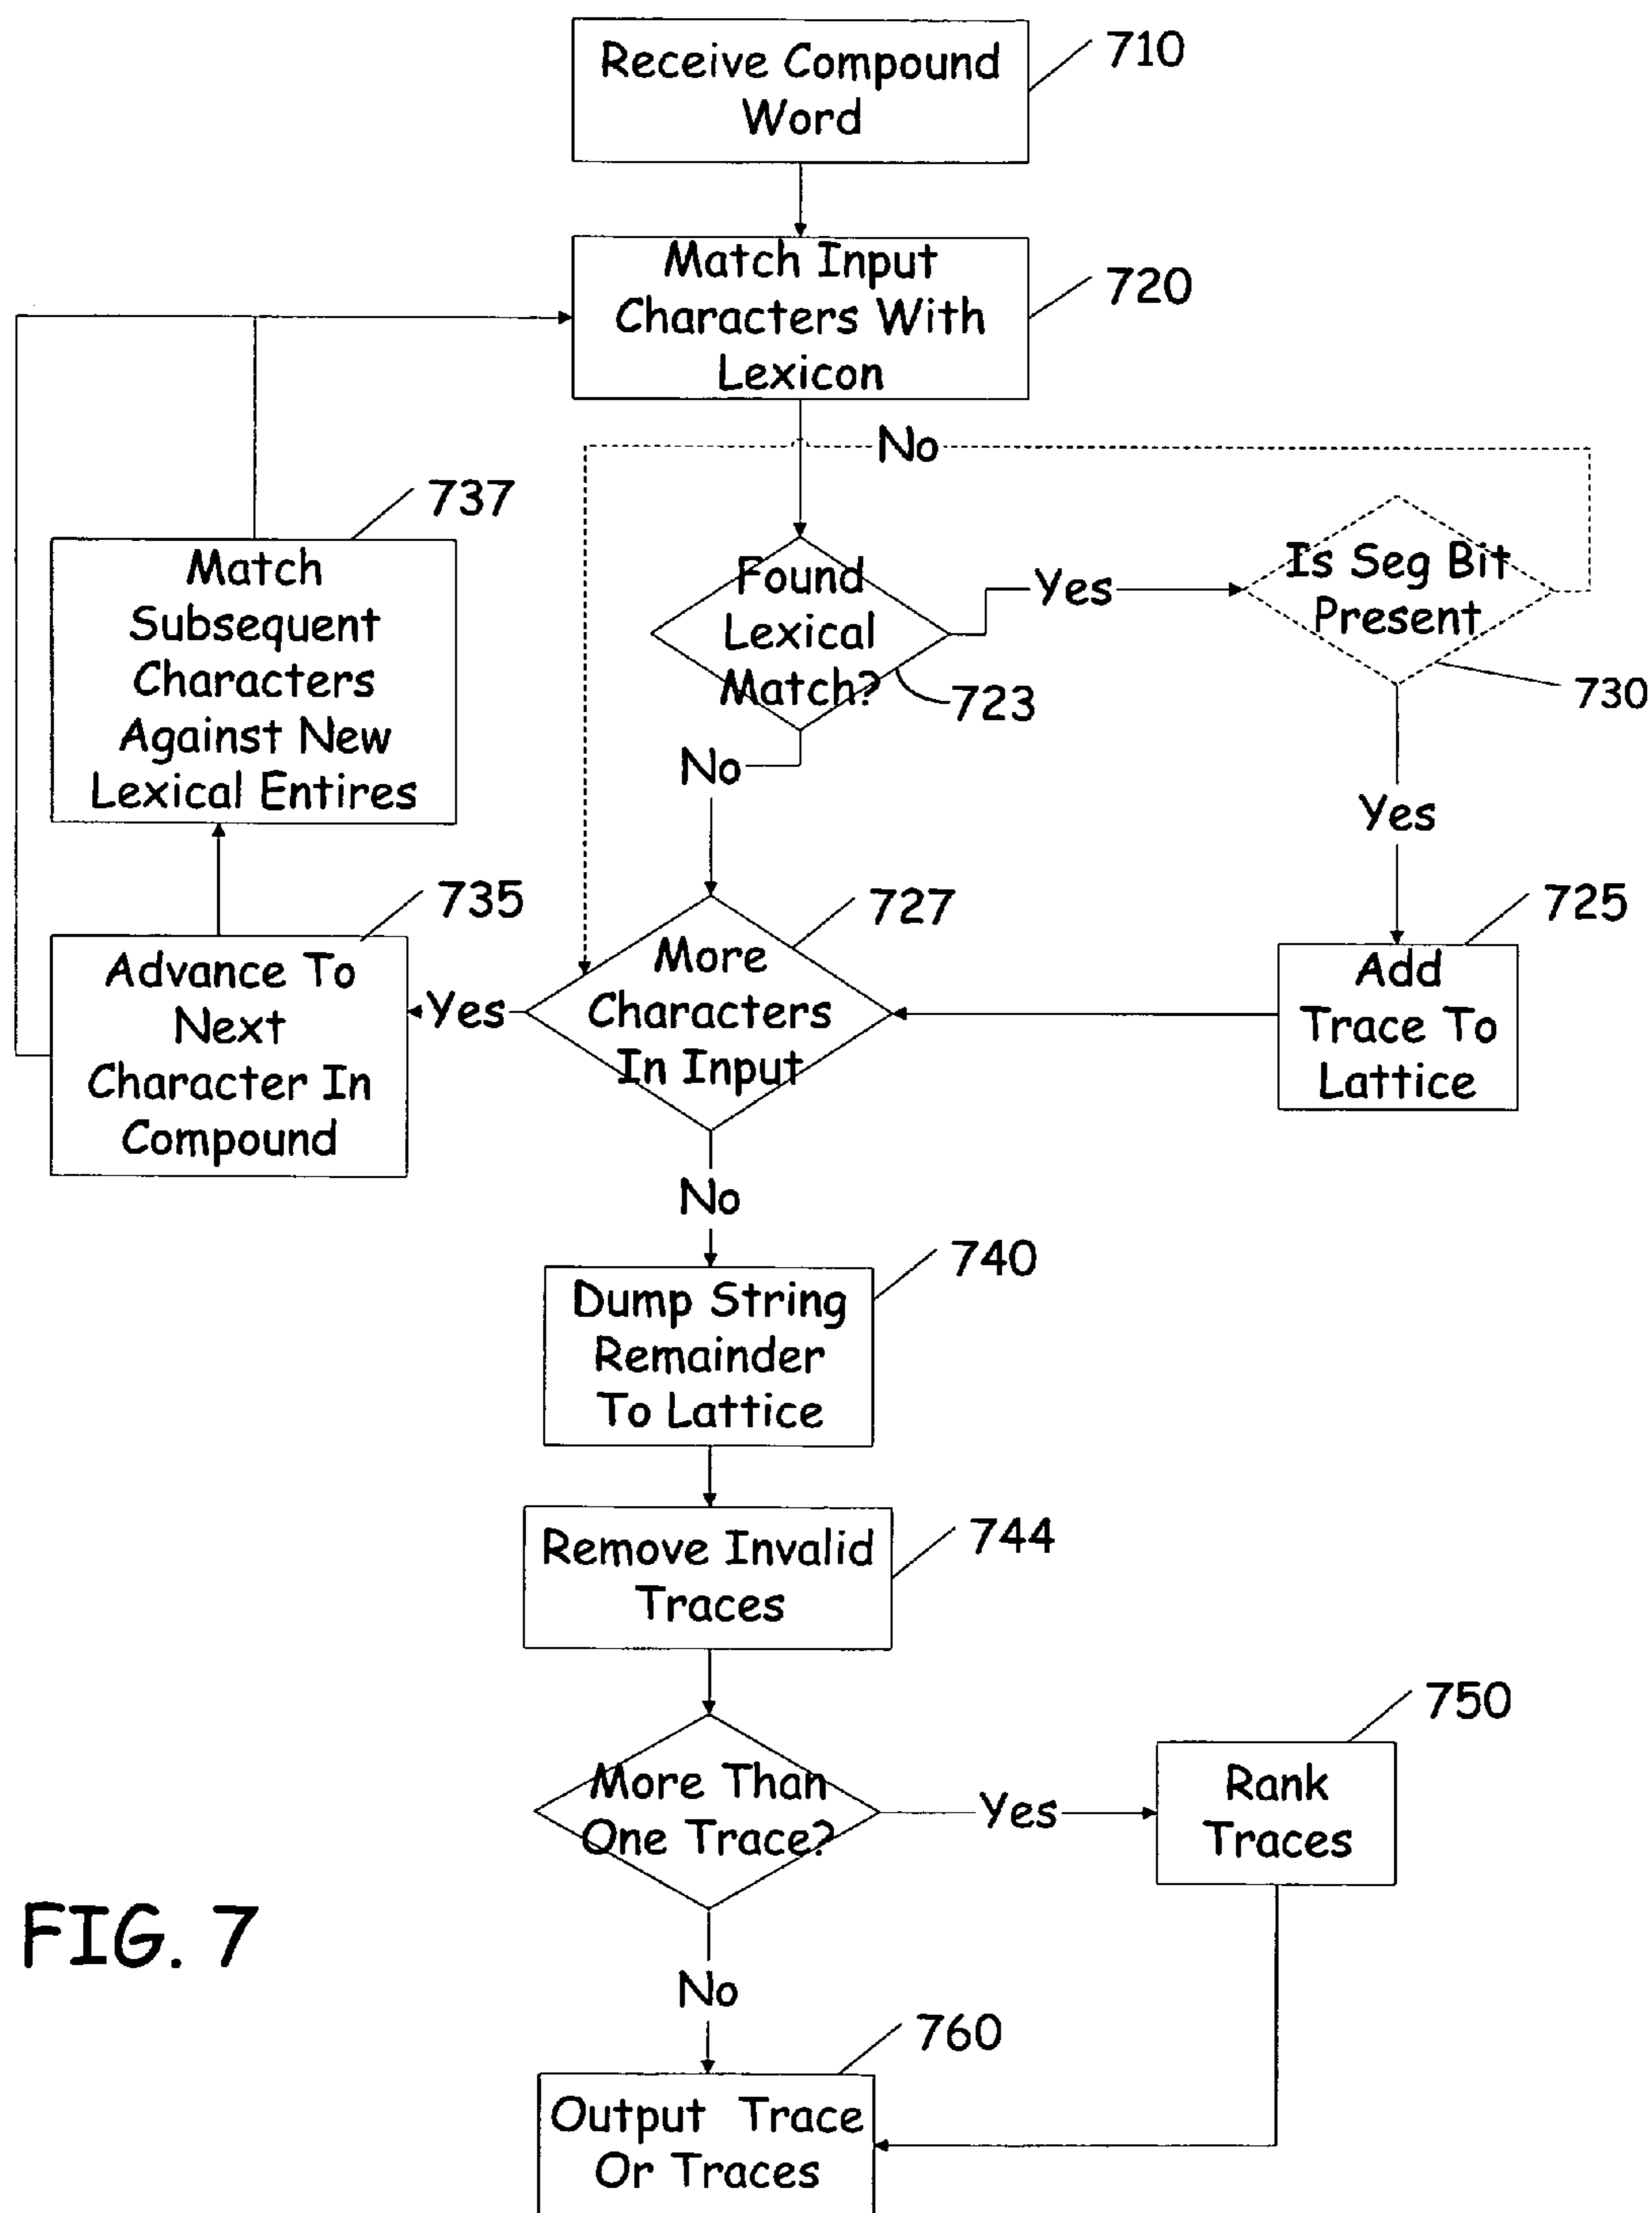 Receive Compound
Word
710
Match Input
Characters With
Lexicon
720
No
737
Match
Subsequent
Characters
Against New
Lexical Entires
Found
Lexical
Match?
723
Yes
Is Seg Bit
Present
730
No
Yes
735
Advance To
Next
Character In
Compound
Yes
727
More
Characters
In Input
725
Add
Trace To
Lattice
No
740
Dump String
Remainder
To Lattice
744
Remove Invalid
Traces
More Than
One Trace?
Yes
750
Rank
Traces
FIG. 7
No
760
Output Trace
Or Traces